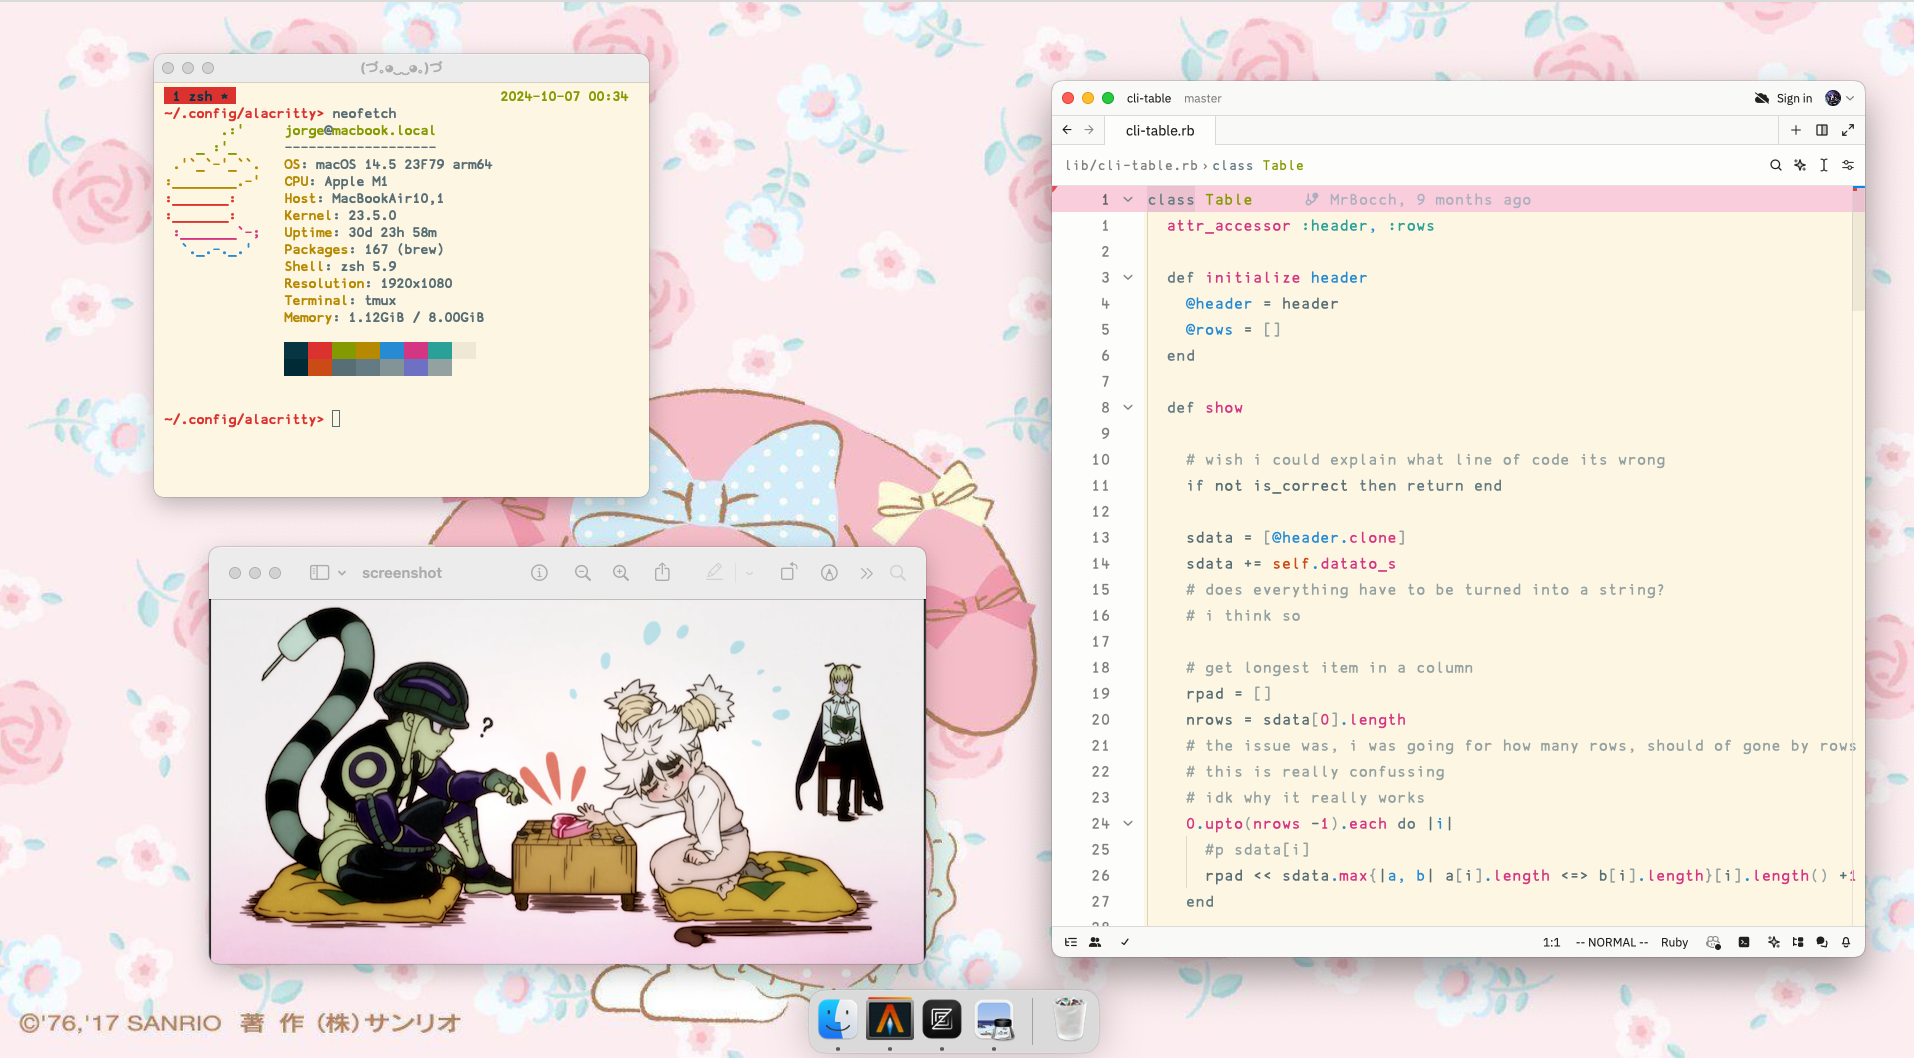 (づ｡◕‿‿◕｡)づ
1 zsh *
2024-10-07 00:34
~/.config/alacritty> neofetch
jorge@macbook.local
-------------------
OS: macOS 14.5 23F79 arm64
CPU: Apple M1
Host: MacBookAir10,1
Kernel: 23.5.0
Uptime: 30d 23h 58m
Packages: 167 (brew)
Shell: zsh 5.9
Resolution: 1920x1080
Terminal: tmux
Memory: 1.12GiB / 8.00GiB
~/.config/alacritty>
screenshot
?
cli-table master
Sign in
cli-table.rb
lib/cli-table.rb › class Table
1 class Table MrBocch, 9 months ago
1 attr_accessor :header, :rows
2
3 def initialize header
4 @header = header
5 @rows = []
6 end
7
8 def show
9
10 # wish i could explain what line of code its wrong
11 if not is_correct then return end
12
13 sdata = [@header.clone]
14 sdata += self.datato_s
15 # does everything have to be turned into a string?
16 # i think so
17
18 # get longest item in a column
19 rpad = []
20 nrows = sdata[0].length
21 # the issue was, i was going for how many rows, should of gone by rows
22 # this is really confussing
23 # idk why it really works
24 0.upto(nrows -1).each do |i|
25 #p sdata[i]
26 rpad << sdata.max{|a, b| a[i].length <=> b[i].length}[i].length() +1
27 end
28
1:1 -- NORMAL -- Ruby
©'76,'17 SANRIO 著 作 (株) サンリオ